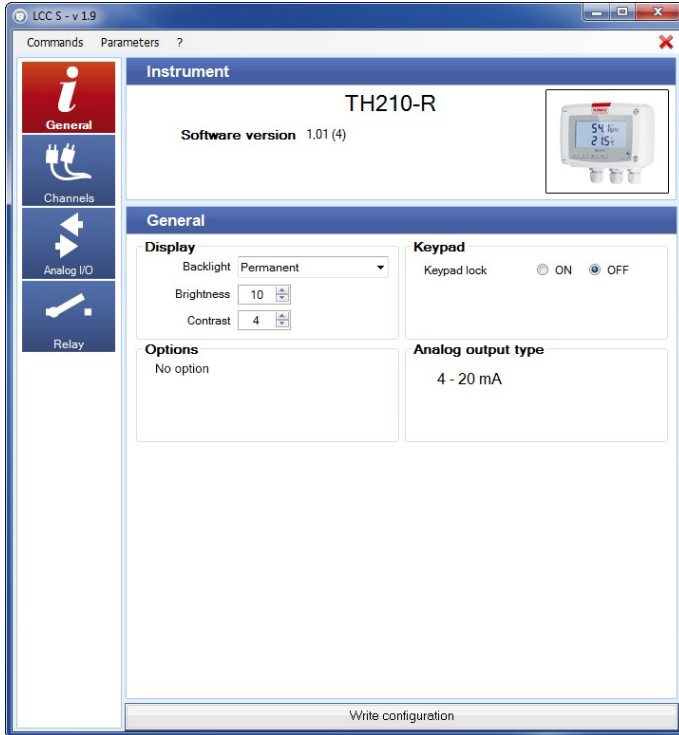 LCC S - v 1.9
Commands Parameters ?
General
Channels
Analog I/O
Relay
Instrument
TH210-R
Software version 1,01 (4)
General
Display
Backlight Permanent
Brightness 10
Contrast 4
Keypad
Keypad lock ON OFF
Options
No option
Analog output type
4 - 20 mA
Write configuration